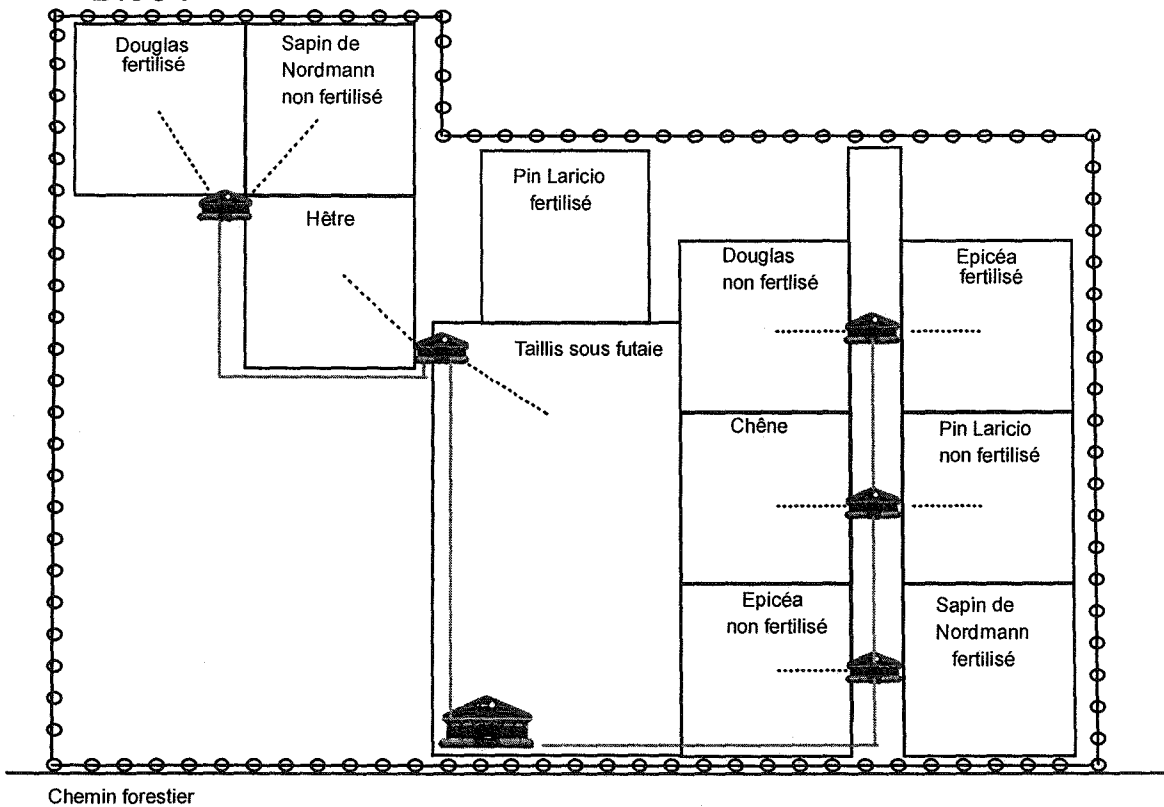 Douglas
fertilisé
Sapin de
Nordmann
non fertilisé
Hêtre
Pin Laricio
fertilisé
Taillis sous futaie
Douglas
non fertlisé
Epicéa
fertilisé
Chêne
Pin Laricio
non fertilisé
Epicéa
non fertilisé
Sapin de
Nordmann
fertilisé
Chemin forestier